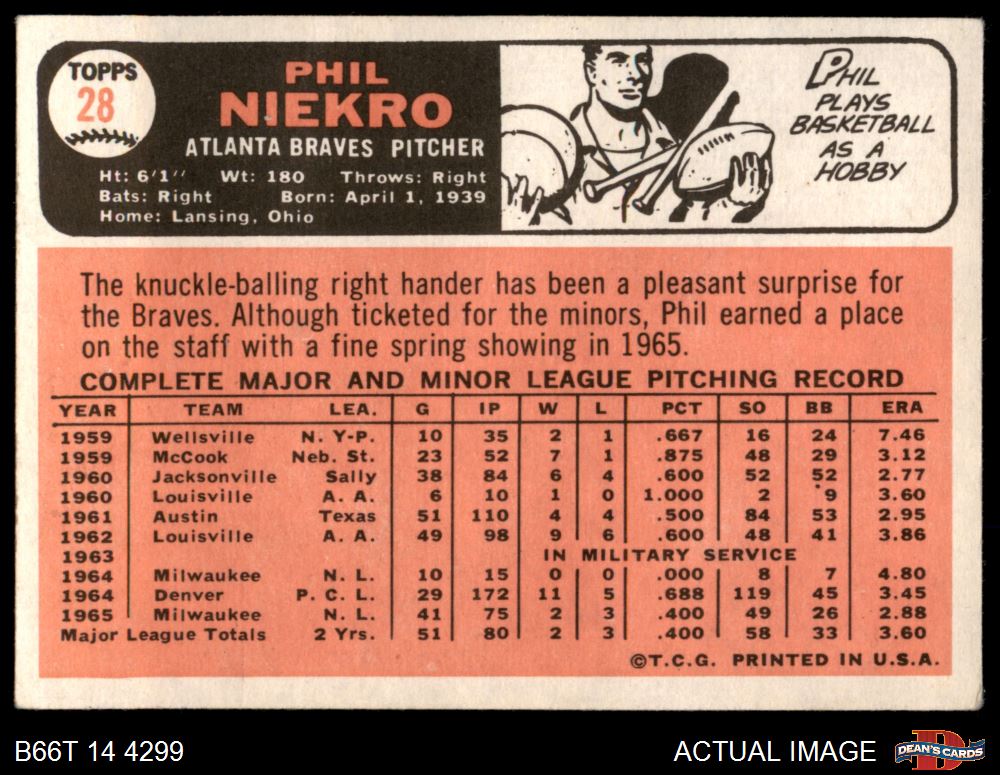 TOPPS
28
PHIL
NIEKRO
ATLANTA BRAVES PITCHER
Ht: 6'1" Wt: 180 Throws: Right
Bats: Right Born: April 1, 1939
Home: Lansing, Ohio
PHIL
PLAYS
BASKETBALL
AS A
HOBBY
The knuckle-balling right hander has been a pleasant surprise for
the Braves. Although ticketed for the minors, Phil earned a place
on the staff with a fine spring showing in 1965.
COMPLETE MAJOR AND MINOR LEAGUE PITCHING RECORD
YEAR TEAM LEA. G IP W L PCT SO BB ERA
1959 Wellsville N. Y-P. 10 35 2 1 .667 16 24 7.46
1959 McCook Neb. St. 23 52 7 1 .875 48 29 3.12
1960 Jacksonville Sally 38 84 6 4 .600 52 52 2.77
1960 Louisville A. A. 6 10 1 0 1.000 2 9 3.60
1961 Austin Texas 51 110 4 4 .500 84 53 2.95
1962 Louisville A. A. 49 98 9 6 .600 48 41 3.86
1963 IN MILITARY SERVICE
1964 Milwaukee N. L. 10 15 0 0 .000 8 7 4.80
1964 Denver P. C. L. 29 172 11 5 .688 119 45 3.45
1965 Milwaukee N. L. 41 75 2 3 .400 49 26 2.88
Major League Totals 2 Yrs. 51 80 2 3 .400 58 33 3.60
©T.C.G. PRINTED IN U.S.A.
B66T 14 4299
ACTUAL IMAGE
DEAN'S CARDS